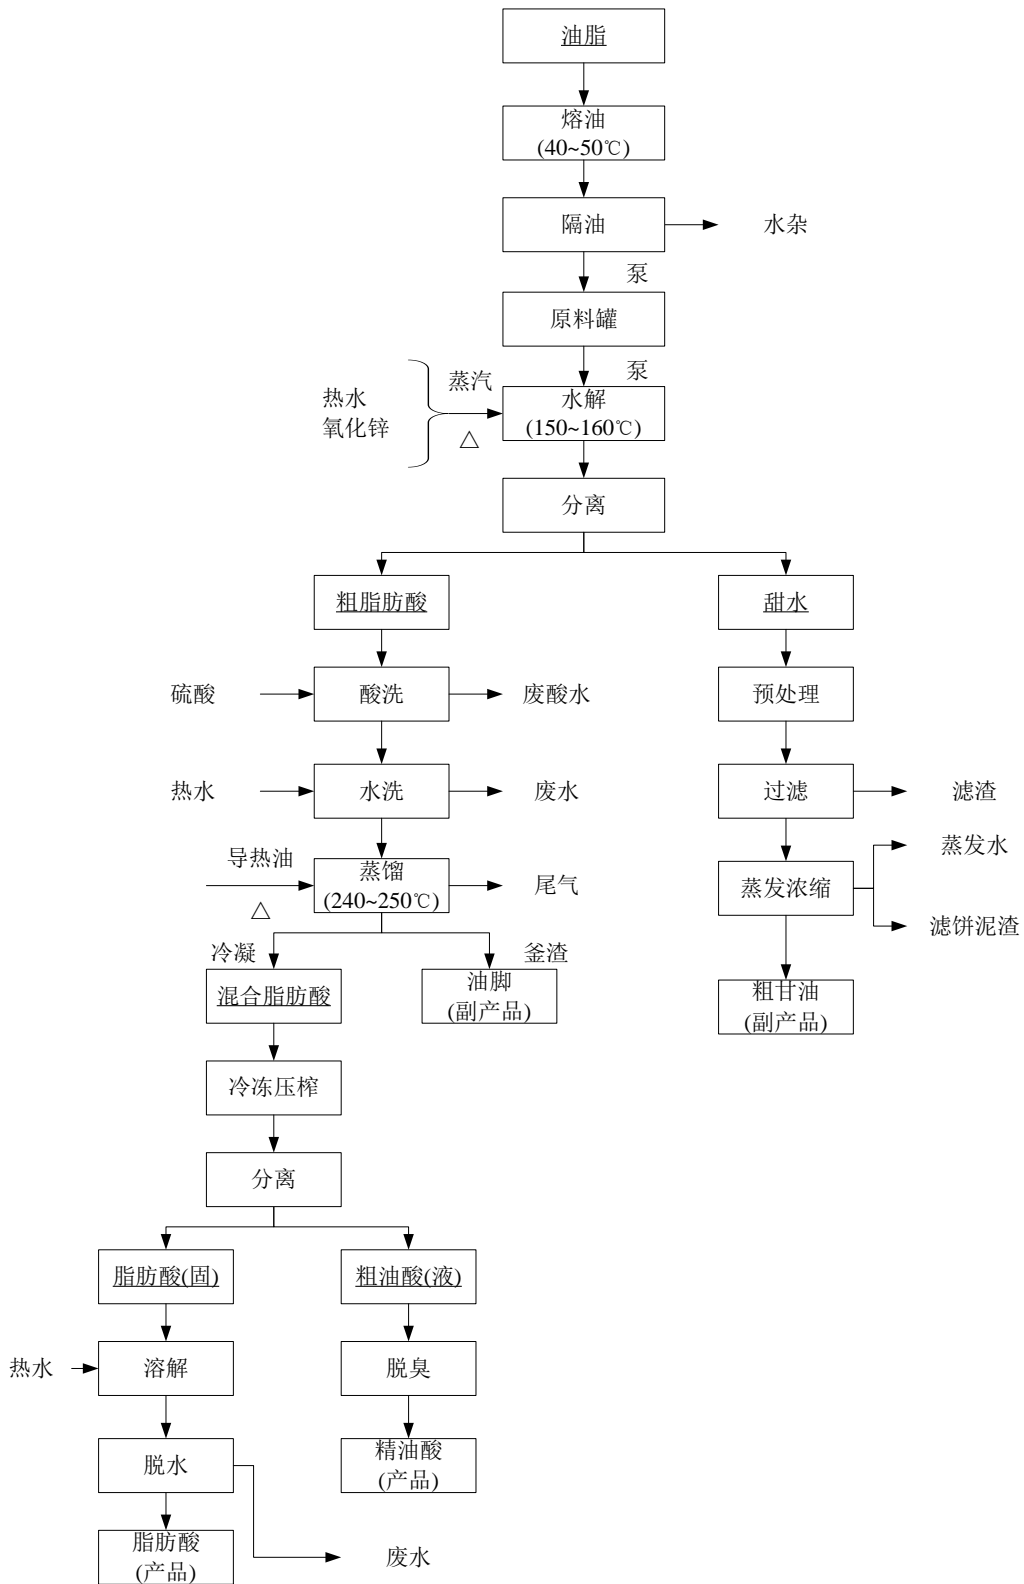 油脂
熔油
(40~50℃)
隔油
水杂
泵
原料罐
泵
蒸汽
热水
氧化锌
△
水解
(150~160℃)
分离
粗脂肪酸
甜水
硫酸
酸洗
废酸水
预处理
热水
水洗
废水
过滤
滤渣
导热油
△
蒸馏
(240~250℃)
尾气
蒸发浓缩
蒸发水
滤饼泥渣
冷凝
釜渣
混合脂肪酸
油脚
(副产品)
粗甘油
(副产品)
冷冻压榨
分离
脂肪酸(固)
粗油酸(液)
热水
溶解
脱臭
脱水
精油酸
(产品)
脂肪酸
(产品)
废水